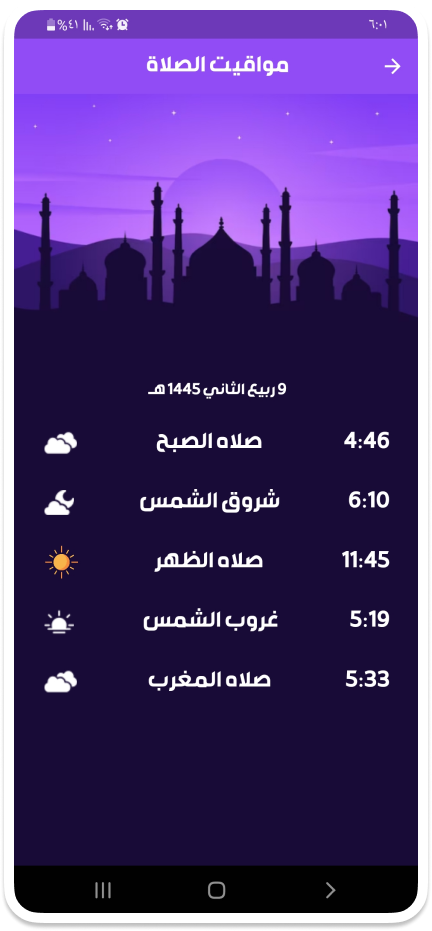 ٦:٠١ ٤١%
مواقيت الصلاة
9 ربيع الثاني 1445 هـ
4:46 صلاه الصبح
6:10 شروق الشمس
11:45 صلاه الظهر
5:19 غروب الشمس
5:33 صلاه المغرب